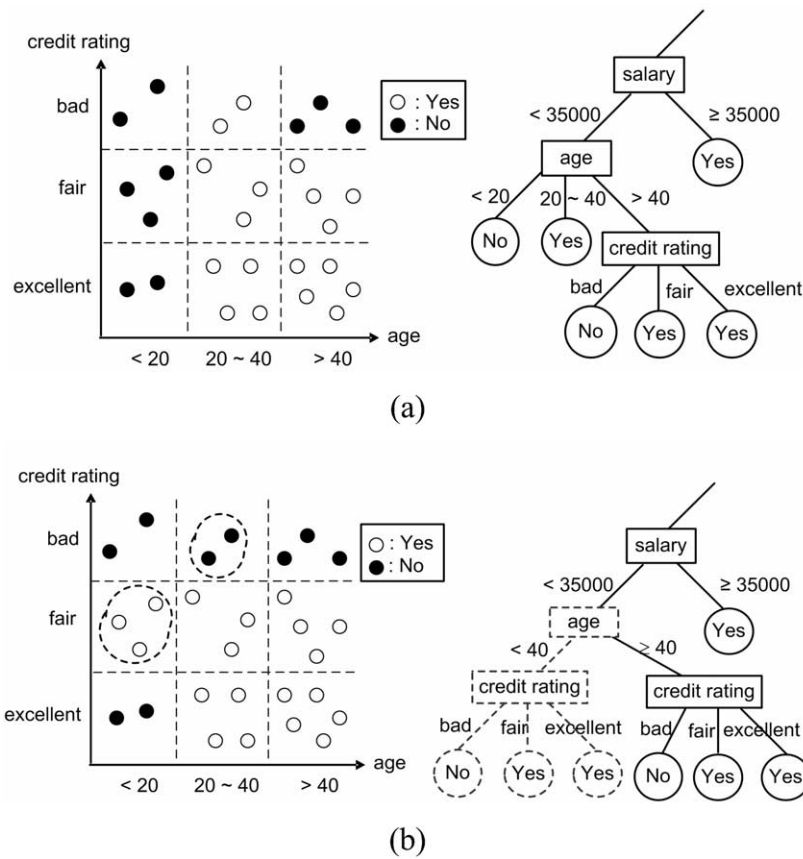 credit rating
bad
fair
excellent
< 20
20 ~ 40
> 40
age
: Yes
: No
salary
< 35000
≥ 35000
age
Yes
< 20
20 ~ 40
> 40
No
Yes
credit rating
bad
fair
excellent
No
Yes
Yes
(a)
credit rating
bad
fair
excellent
< 20
20 ~ 40
> 40
age
: Yes
: No
salary
< 35000
≥ 35000
age
Yes
< 40
≥ 40
credit rating
credit rating
bad
fair
excellent
bad
fair
excellent
No
Yes
Yes
No
Yes
Yes
(b)